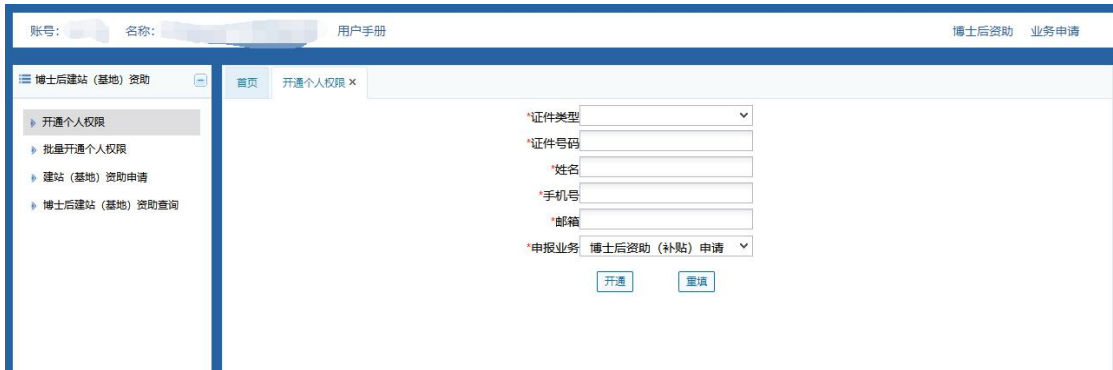 账号： 名称： 用户手册 博士后资助 业务申请
博士后建站（基地）资助
首页 开通个人权限 ×
开通个人权限
批量开通个人权限
建站（基地）资助申请
博士后建站（基地）资助查询
*证件类型
*证件号码
*姓名
*手机号
*邮箱
*申报业务 博士后资助（补贴）申请
开通 重填